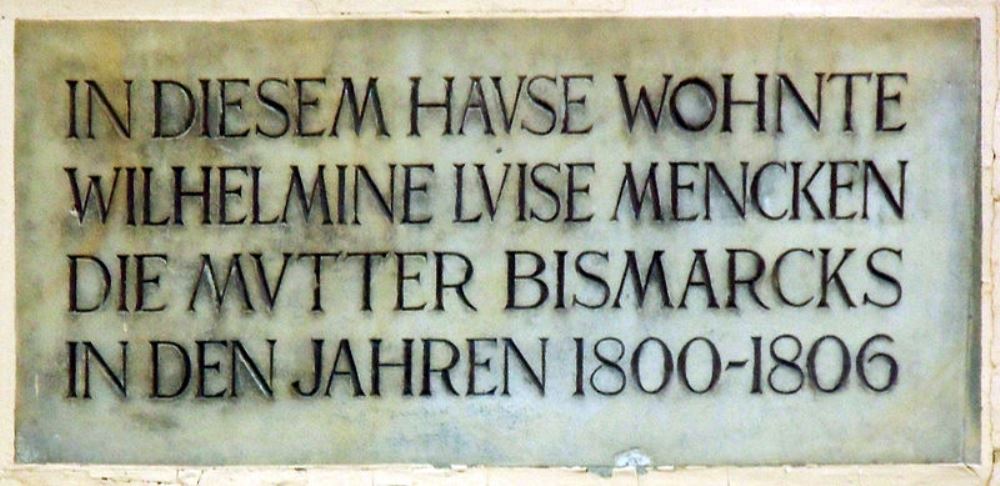 IN DIESEM HAVSE WOHNTE
WILHELMINE LVISE MENCKEN
DIE MVTTER BISMARCKS
IN DEN JAHREN 1800-1806